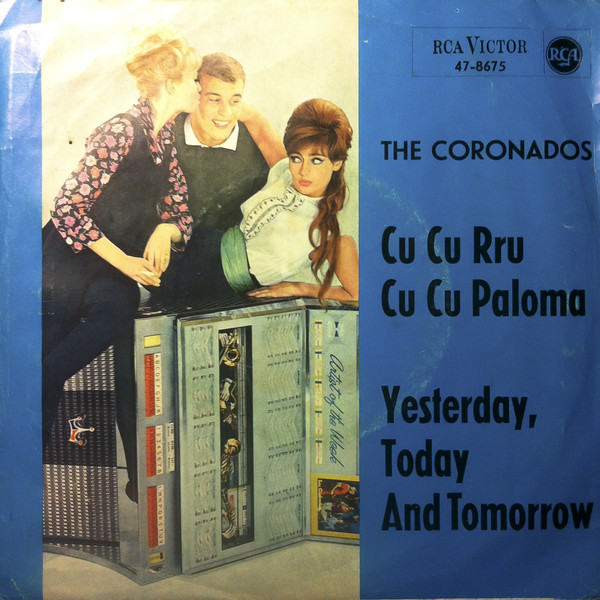 RCA VICTOR
47-8675
RCA
THE CORONADOS
Cu Cu Rru
Cu Cu Paloma
Yesterday,
Today
And Tomorrow
Artist of the Week